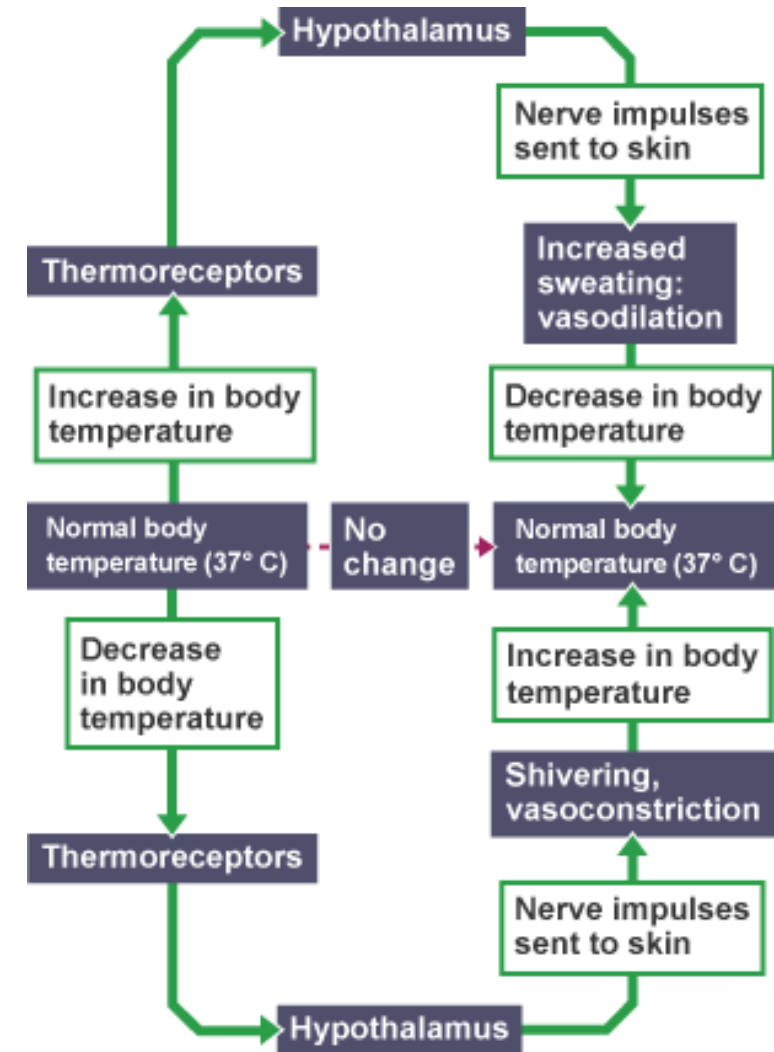 Hypothalamus
Nerve impulses
sent to skin
Thermoreceptors
Increased
sweating:
vasodilation
Increase in body
temperature
Decrease in body
temperature
Normal body
temperature (37° C)
No
change
Normal body
temperature (37° C)
Decrease
in body
temperature
Increase in body
temperature
Shivering,
vasoconstriction
Thermoreceptors
Nerve impulses
sent to skin
Hypothalamus